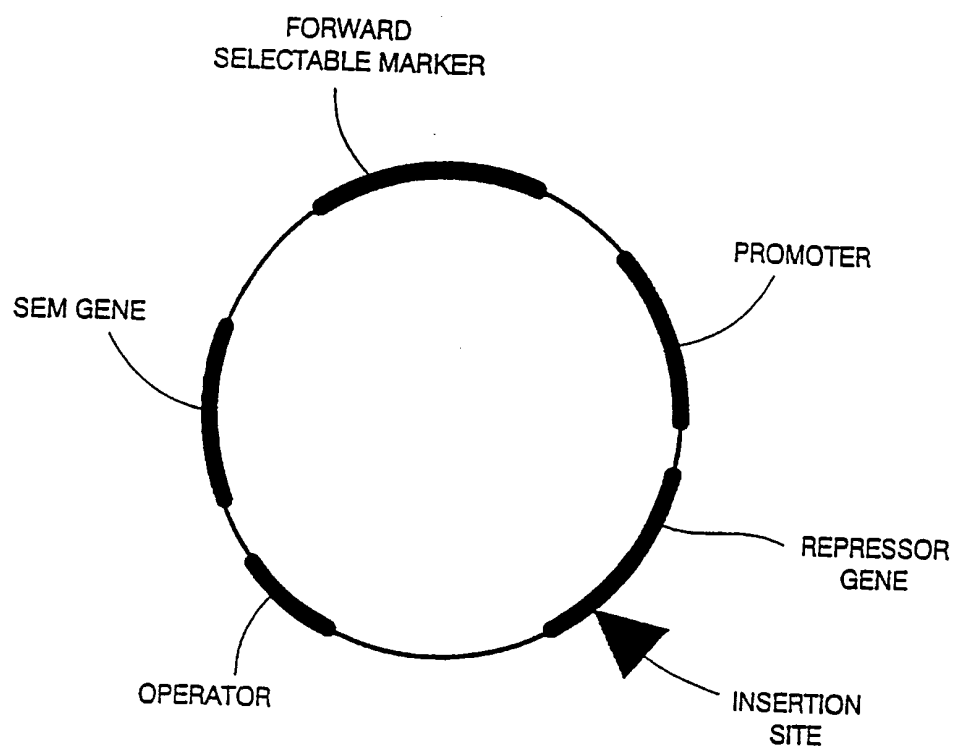 FORWARD
SELECTABLE MARKER
PROMOTER
SEM GENE
REPRESSOR
GENE
OPERATOR
INSERTION
SITE